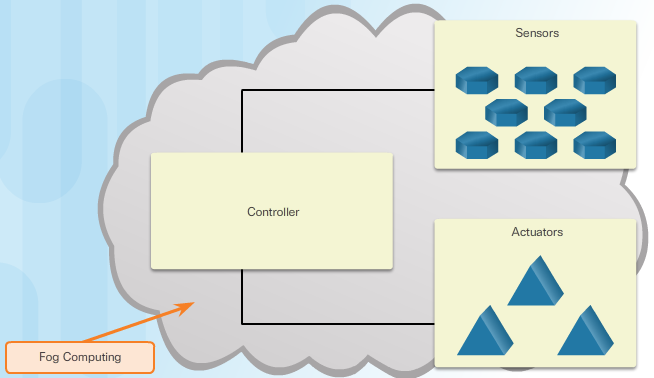 Sensors
Controller
Actuators
Fog Computing